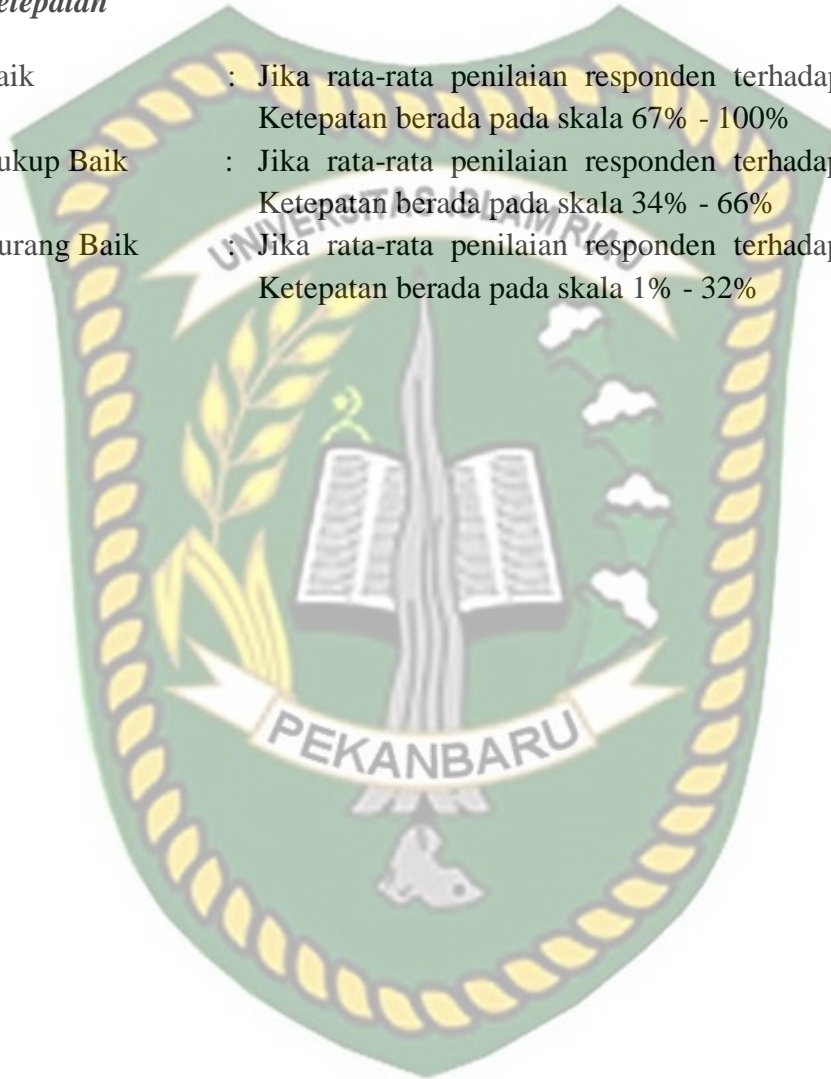 etepatan
aik : Jika rata-rata penilaian responden terhadap
Ketepatan berada pada skala 67% - 100%
ukup Baik : Jika rata-rata penilaian responden terhadap
Ketepatan berada pada skala 34% - 66%
urang Baik : Jika rata-rata penilaian responden terhadap
Ketepatan berada pada skala 1% - 32%
UNIVERSITAS ISLAM RIAU
PEKANBARU